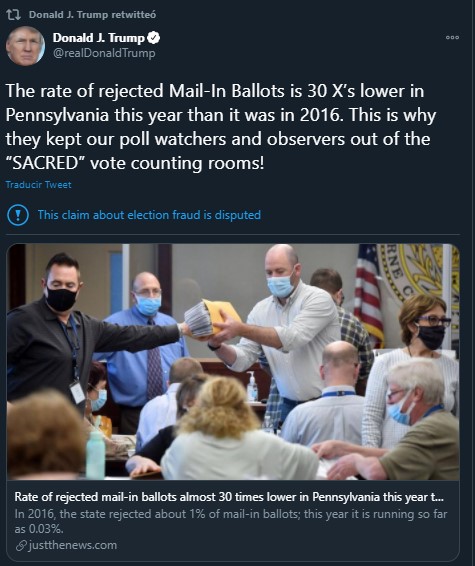 Donald J. Trump retwitteó
Donald J. Trump
@realDonaldTrump
The rate of rejected Mail-In Ballots is 30 X's lower in
Pennsylvania this year than it was in 2016. This is why
they kept our poll watchers and observers out of the
“SACRED” vote counting rooms!
Traducir Tweet
This claim about election fraud is disputed
Rate of rejected mail-in ballots almost 30 times lower in Pennsylvania this year t...
In 2016, the state rejected about 1% of mail-in ballots; this year it is running so far
as 0.03%.
justthenews.com